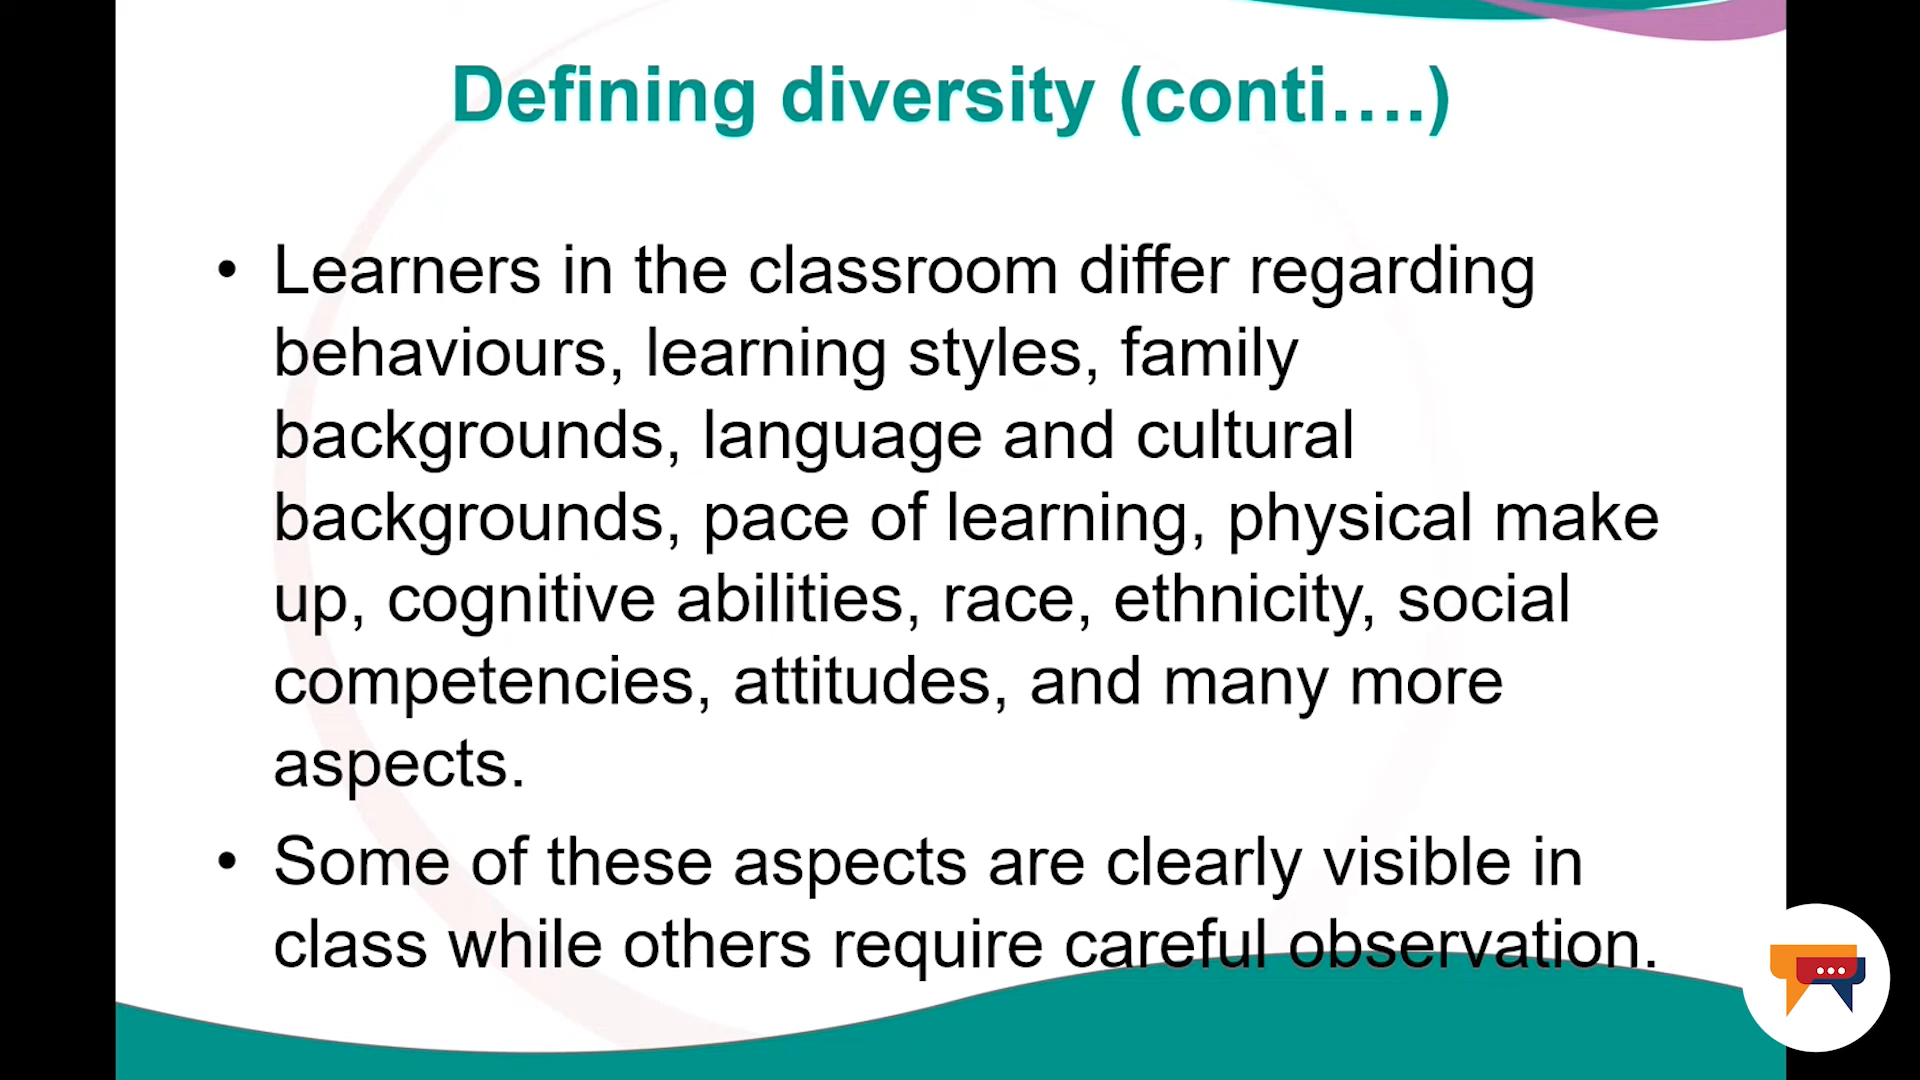 Defining diversity (conti….)
• Learners in the classroom differ regarding
behaviours, learning styles, family
backgrounds, language and cultural
backgrounds, pace of learning, physical make
up, cognitive abilities, race, ethnicity, social
competencies, attitudes, and many more
aspects.
• Some of these aspects are clearly visible in
class while others require careful observation.